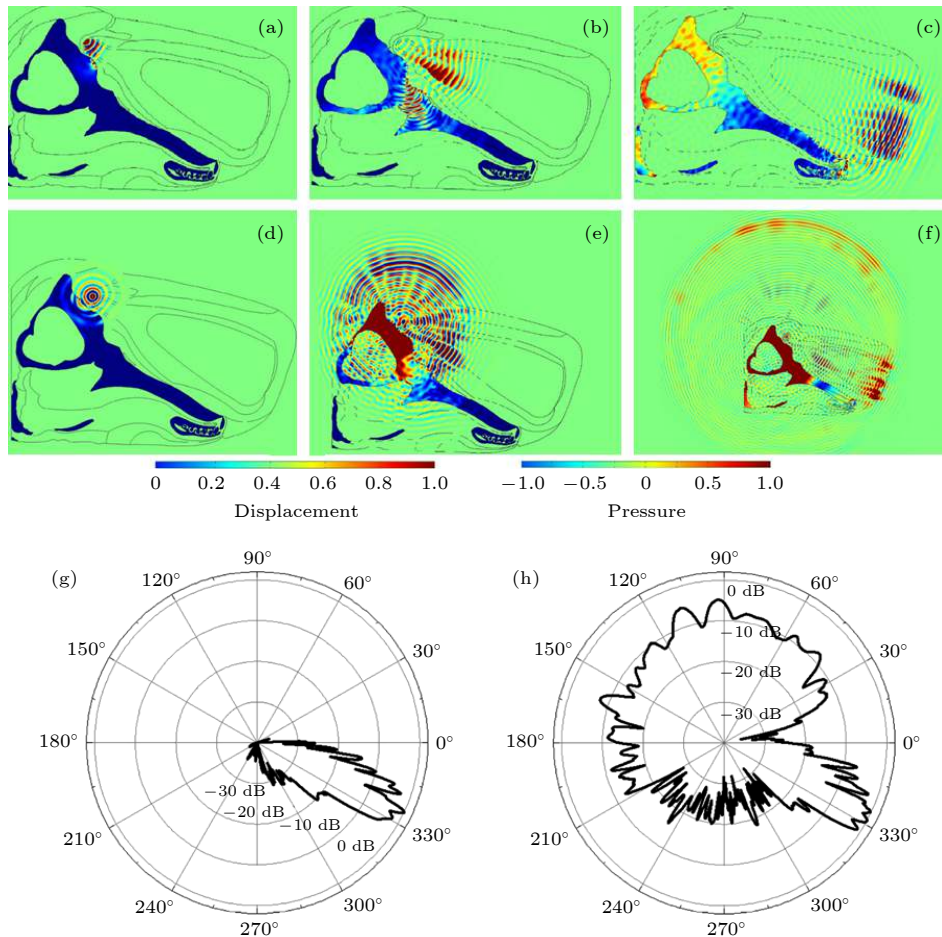 (a)
(b)
(c)
(d)
(e)
(f)
0 0.2 0.4 0.6 0.8 1.0
Displacement
−1.0 −0.5 0 0.5 1.0
Pressure
(g)
90°
120° 60°
150° 30°
180° 0°
210° 330°
240° 300°
270°
−30 dB
−20 dB
−10 dB
0 dB
(h)
90°
120° 60°
150° 30°
180° 0°
210° 330°
240° 300°
270°
0 dB
−10 dB
−20 dB
−30 dB